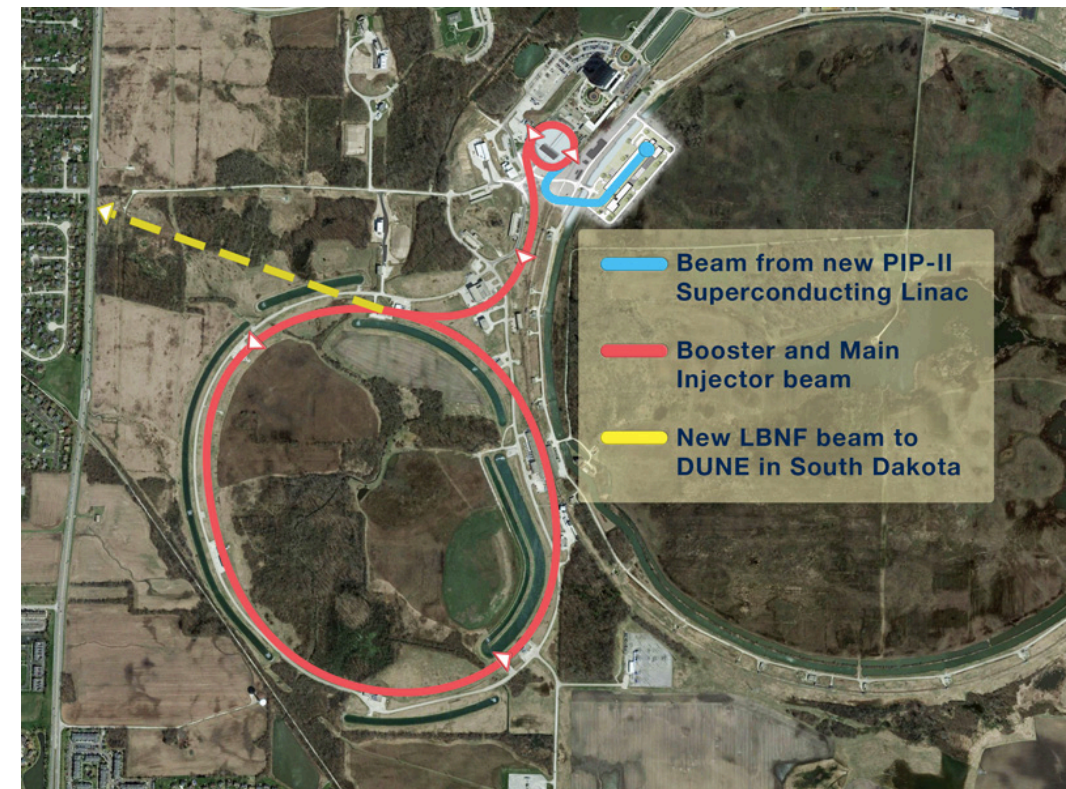 Beam from new PIP-II
Superconducting Linac
Booster and Main
Injector beam
New LBNF beam to
DUNE in South Dakota